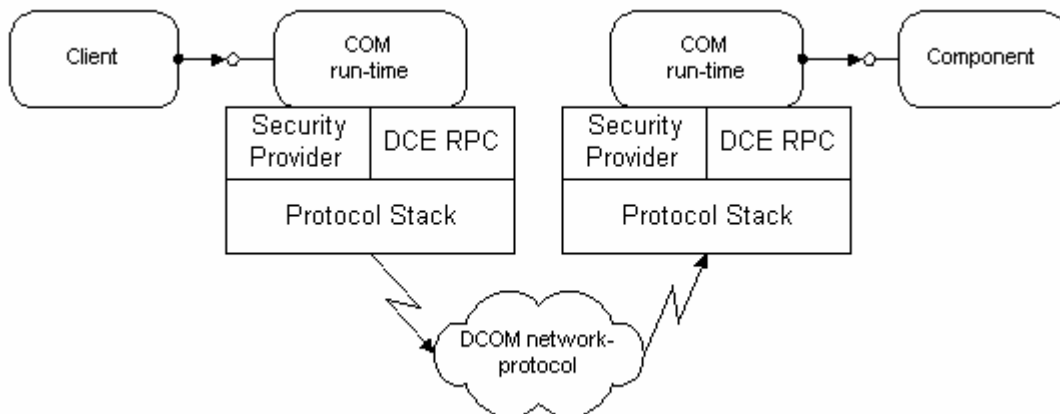 Client
COM
run-time
COM
run-time
Component
Security
Provider
DCE RPC
Security
Provider
DCE RPC
Protocol Stack
Protocol Stack
DCOM network-
protocol